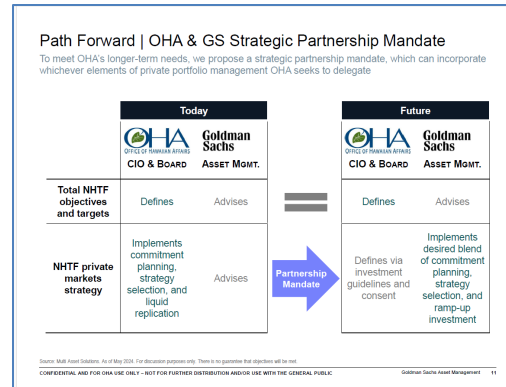 Path Forward | OHA & GS Strategic Partnership Mandate
To meet OHA's longer-term needs, we propose a strategic partnership mandate, which can incorporate
whichever elements of private portfolio management OHA seeks to delegate
Today
Future
OHA
OFFICE OF HAWAIIAN AFFAIRS
CIO & BOARD
Goldman
Sachs
ASSET MGMT.
OHA
OFFICE OF HAWAIIAN AFFAIRS
CIO & BOARD
Goldman
Sachs
ASSET MGMT.
Total NHTF
objectives
and targets
Defines
Advises
Defines
Advises
NHTF private
markets
strategy
Implements
commitment
planning,
strategy
selection, and
liquid
replication
Advises
Partnership
Mandate
Defines via
investment
guidelines and
consent
Implements
desired blend
of commitment
planning,
strategy
selection, and
ramp-up
investment
Source: Multi Asset Solutions. As of May 2024. For discussion purposes only. There is no guarantee that objectives will be met.
CONFIDENTIAL AND FOR OHA USE ONLY – NOT FOR FURTHER DISTRIBUTION AND/OR USE WITH THE GENERAL PUBLIC
Goldman Sachs Asset Management 11